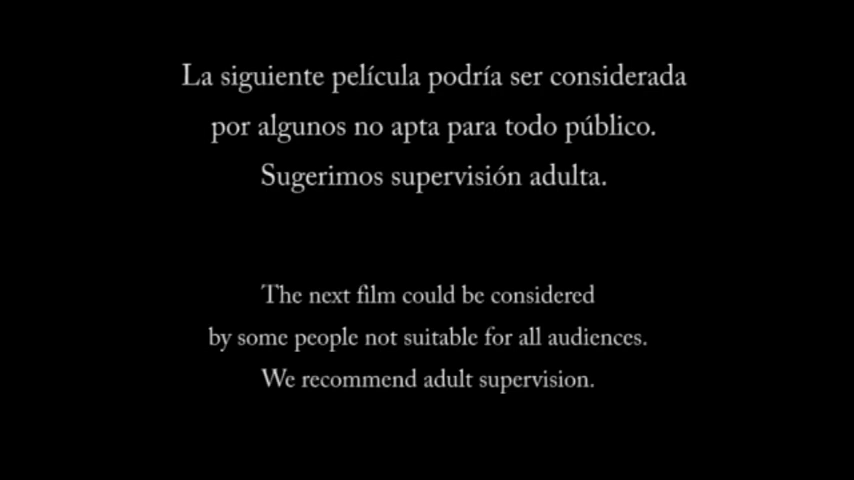 La siguiente película podría ser considerada
por algunos no apta para todo público.
Sugerimos supervisión adulta.
The next film could be considered
by some people not suitable for all audiences.
We recommend adult supervision.